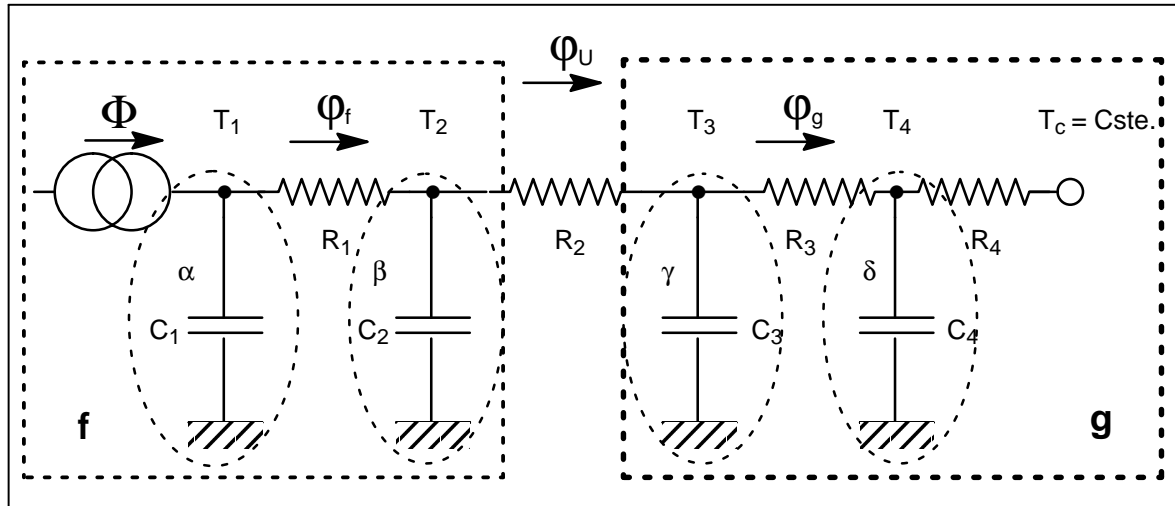 φU
Φ T1 φf T2 T3 φg T4 Tc = Cste.
R1 R2 R3 R4
α β γ δ
C1 C2 C3 C4
f g